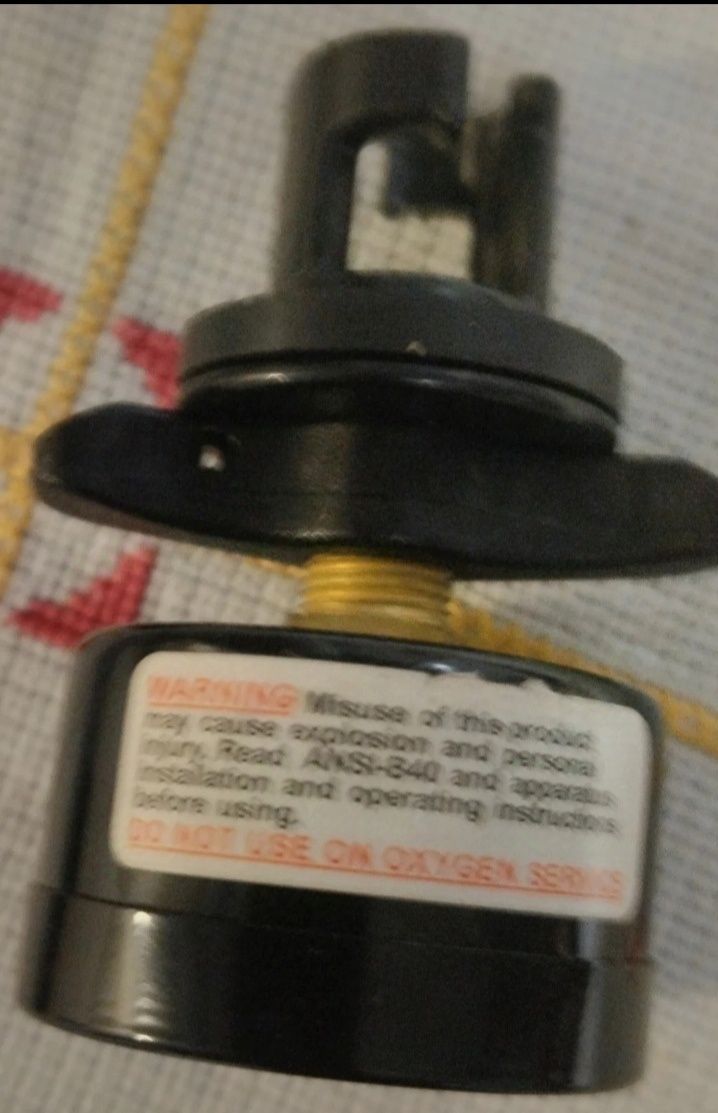 WARNING Misuse of this product
may cause explosion and personal
injury. Read ANSI-B40 and apparatus
installation and operating instructions
before using.
DO NOT USE ON OXYGEN SERVICE